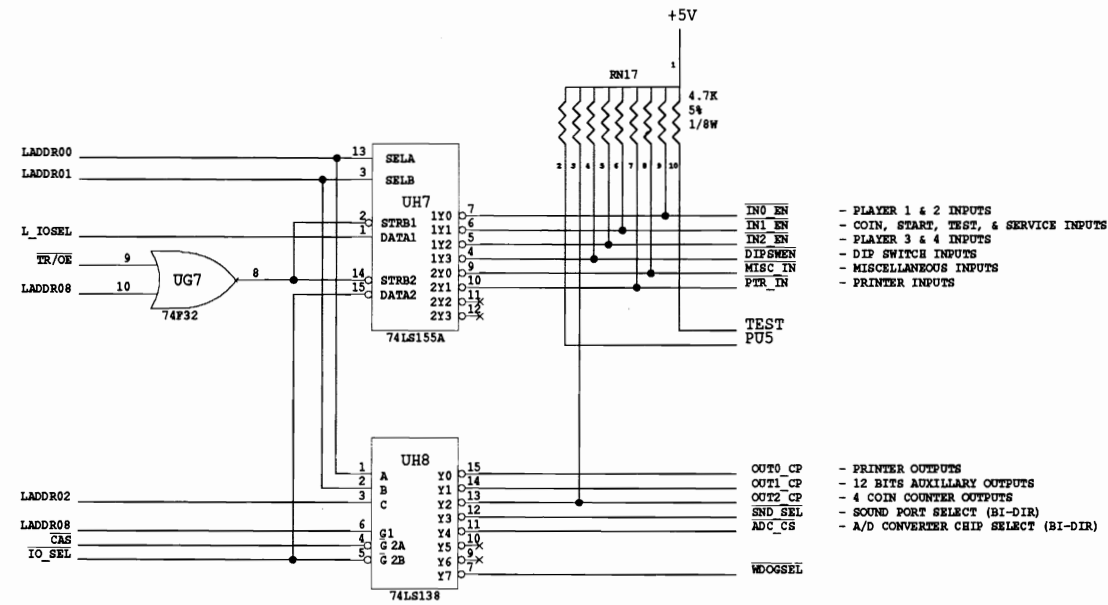 +5V
1
RN17
4.7K
5%
1/8W
2 3 4 5 6 7 8 9 10
LADDR00
13
SELA
LADDR01
3
SELB
UH7
2
STRB1
1Y0
7
IN0_EN
- PLAYER 1 & 2 INPUTS
L_IOSEL
1
DATA1
1Y1
6
IN1_EN
- COIN, START, TEST, & SERVICE INPUTS
1Y2
5
IN2_EN
- PLAYER 3 & 4 INPUTS
TR/OE
9
1Y3
4
DIPSWEN
- DIP SWITCH INPUTS
UG7
8
14
STRB2
2Y0
9
MISC_IN
- MISCELLANEOUS INPUTS
LADDR08
10
15
DATA2
2Y1
10
PTR_IN
- PRINTER INPUTS
2Y2
11
2Y3
12
74F32
74LS155A
TEST
PU5
UH8
1
A
Y0
15
OUT0_CP
- PRINTER OUTPUTS
2
B
Y1
14
OUT1_CP
- 12 BITS AUXILLARY OUTPUTS
LADDR02
3
C
Y2
13
OUT2_CP
- 4 COIN COUNTER OUTPUTS
Y3
12
SND_SEL
- SOUND PORT SELECT (BI-DIR)
LADDR08
6
G1
Y4
11
ADC_CS
- A/D CONVERTER CHIP SELECT (BI-DIR)
CAS
4
G 2A
Y5
10
IO_SEL
5
G 2B
Y6
9
Y7
7
WDOGSEL
74LS138